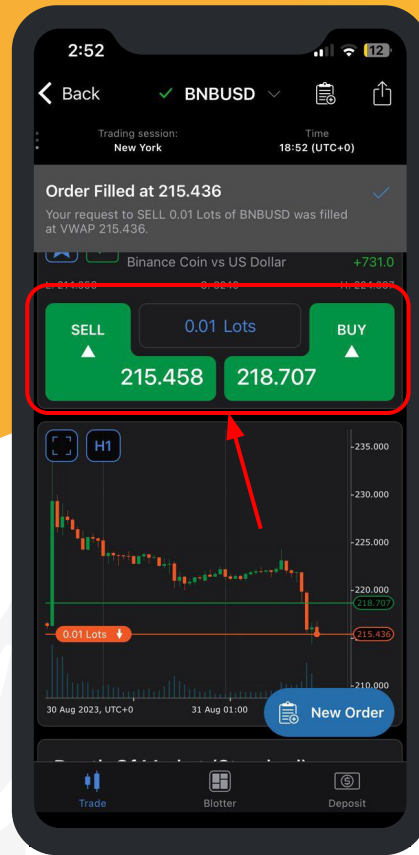 2:52
12
Back
BNBUSD
Trading session:
New York
Time
18:52 (UTC+0)
Order Filled at 215.436
Your request to SELL 0.01 Lots of BNBUSD was filled
at VWAP 215.436.
Binance Coin vs US Dollar
+731.0
SELL
0.01 Lots
BUY
215.458
218.707
H1
235.000
230.000
225.000
220.000
218.707
0.01 Lots
215.436
210.000
30 Aug 2023, UTC+0
31 Aug 01:00
New Order
Trade
Blotter
Deposit